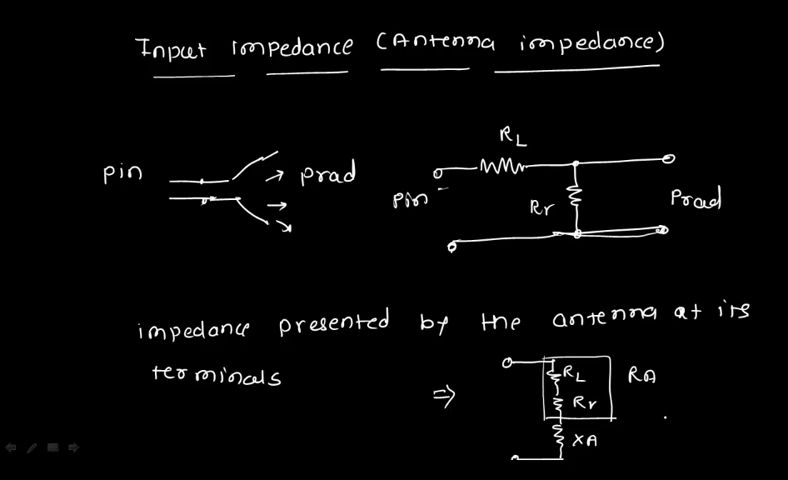 Input impedance (Antenna impedance)
Pin
Prad
RL
Pin
Rr
Prad
impedance presented by the antenna at its
terminals
⇒
RL
RA
Rr
XA